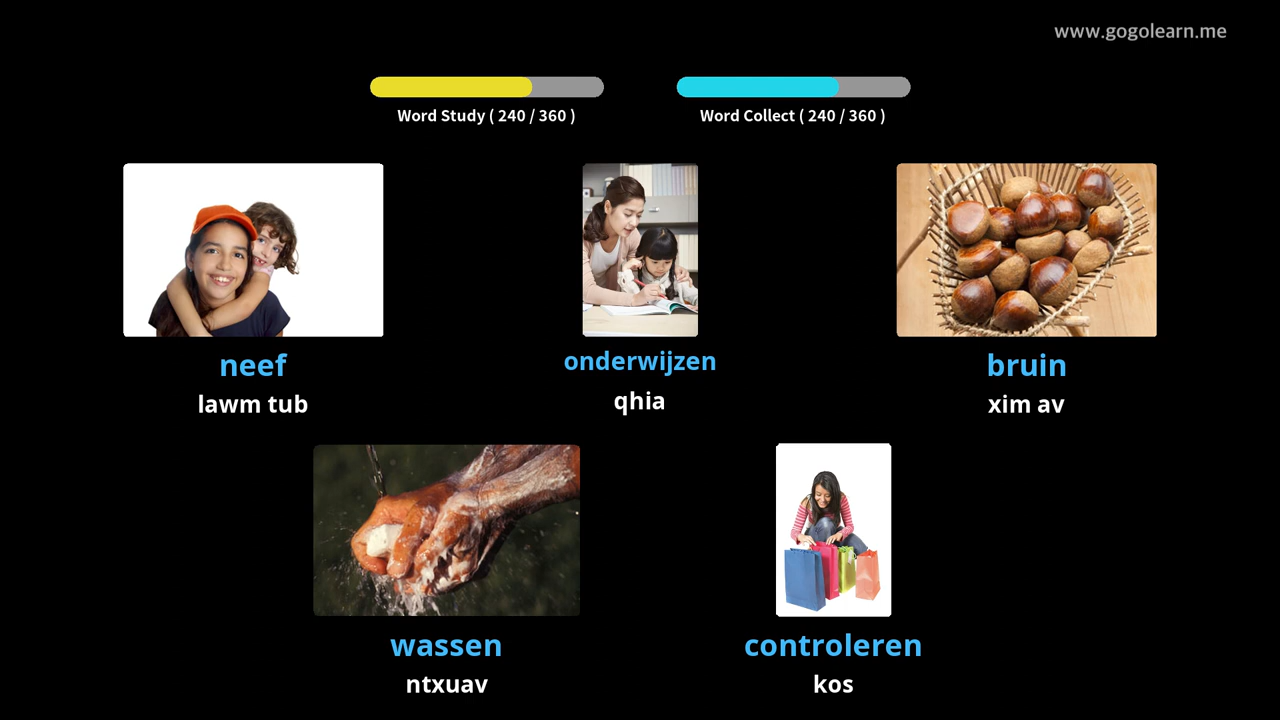 www.gogolearn.me
Word Study ( 240 / 360 )
Word Collect ( 240 / 360 )
neef
lawm tub
onderwijzen
qhia
bruin
xim av
wassen
ntxuav
controleren
kos